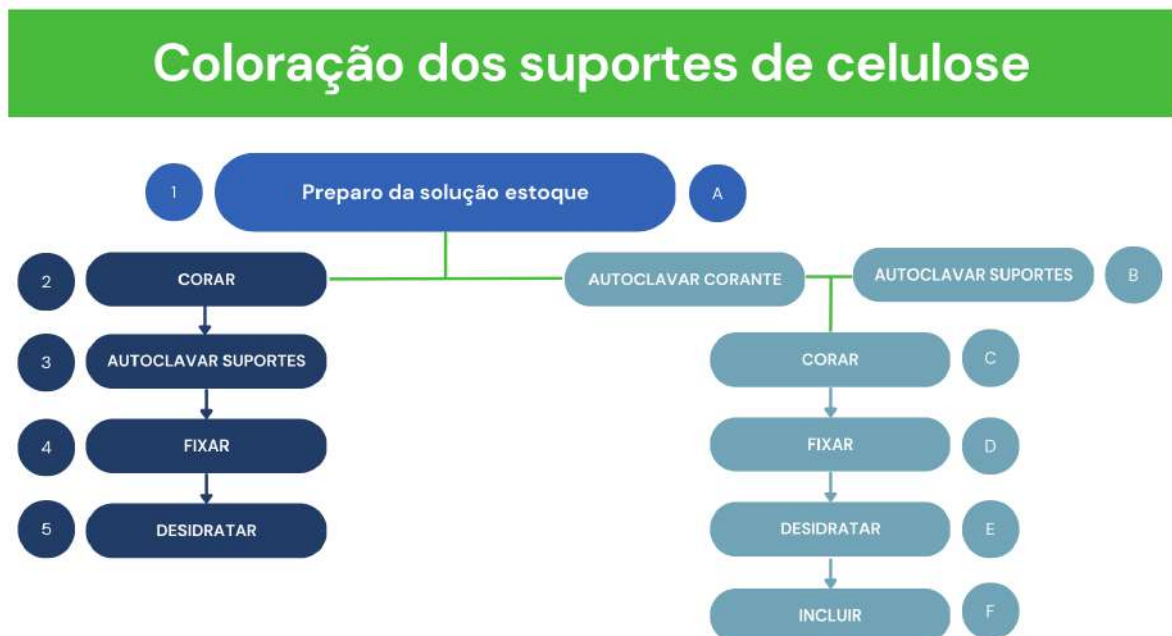 Coloração dos suportes de celulose
1 Preparo da solução estoque A
2 CORAR AUTOCLAVAR CORANTE AUTOCLAVAR SUPORTES B
3 AUTOCLAVAR SUPORTES CORAR C
4 FIXAR FIXAR D
5 DESIDRATAR DESIDRATAR E
INCLUIR F